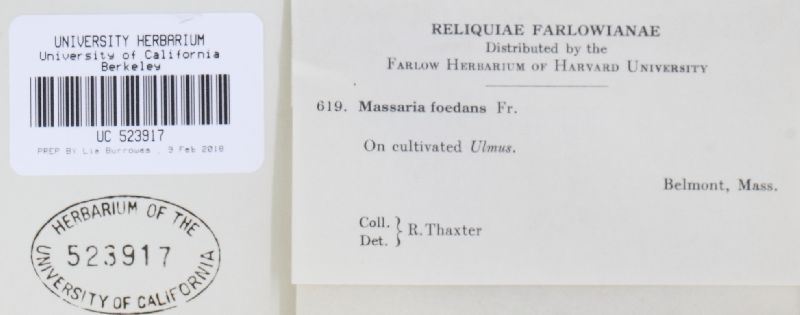 UNIVERSITY HERBARIUM
University of California
Berkeley
UC 523917
PREP BY Lia Burrows , 9 Feb 2018
HERBARIUM OF THE
523917
UNIVERSITY OF CALIFORNIA
RELIQUIAE FARLOWIANAE
Distributed by the
FARLOW HERBARIUM OF HARVARD UNIVERSITY
619. Massaria foedans Fr.
On cultivated Ulmus.
Belmont, Mass.
Coll.
Det. } R. Thaxter